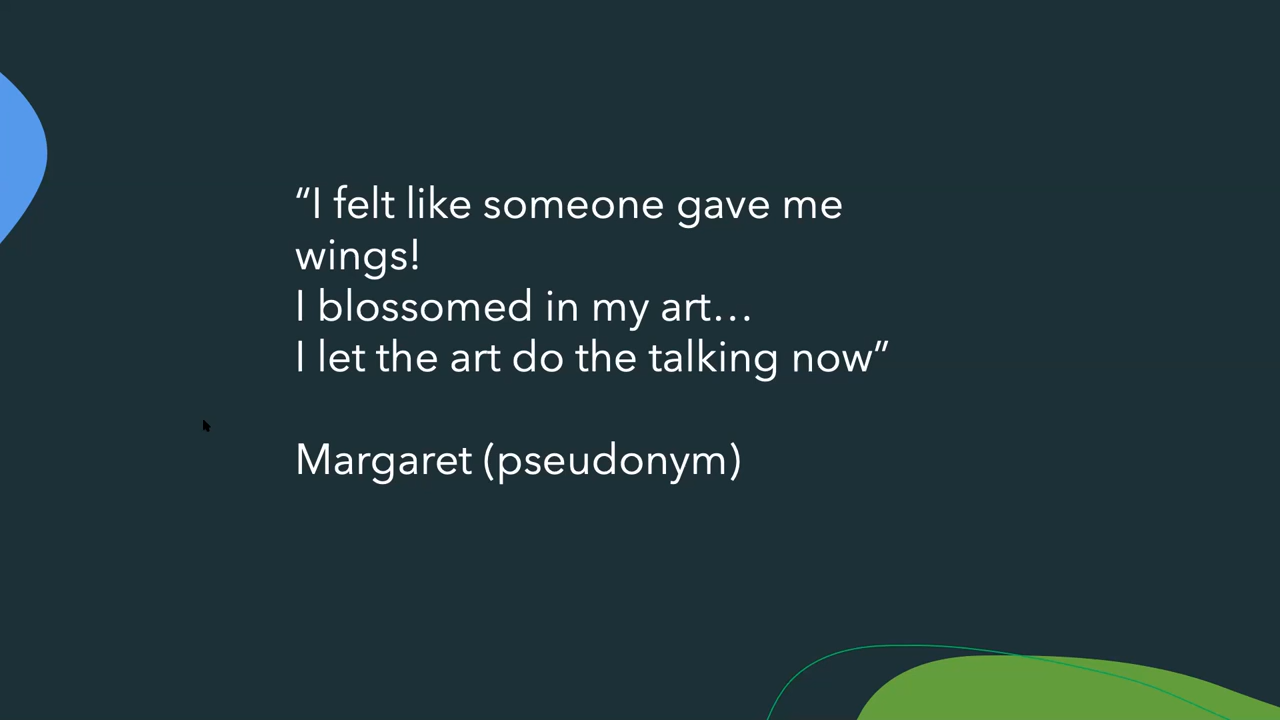 “I felt like someone gave me
wings!
I blossomed in my art…
I let the art do the talking now”
Margaret (pseudonym)